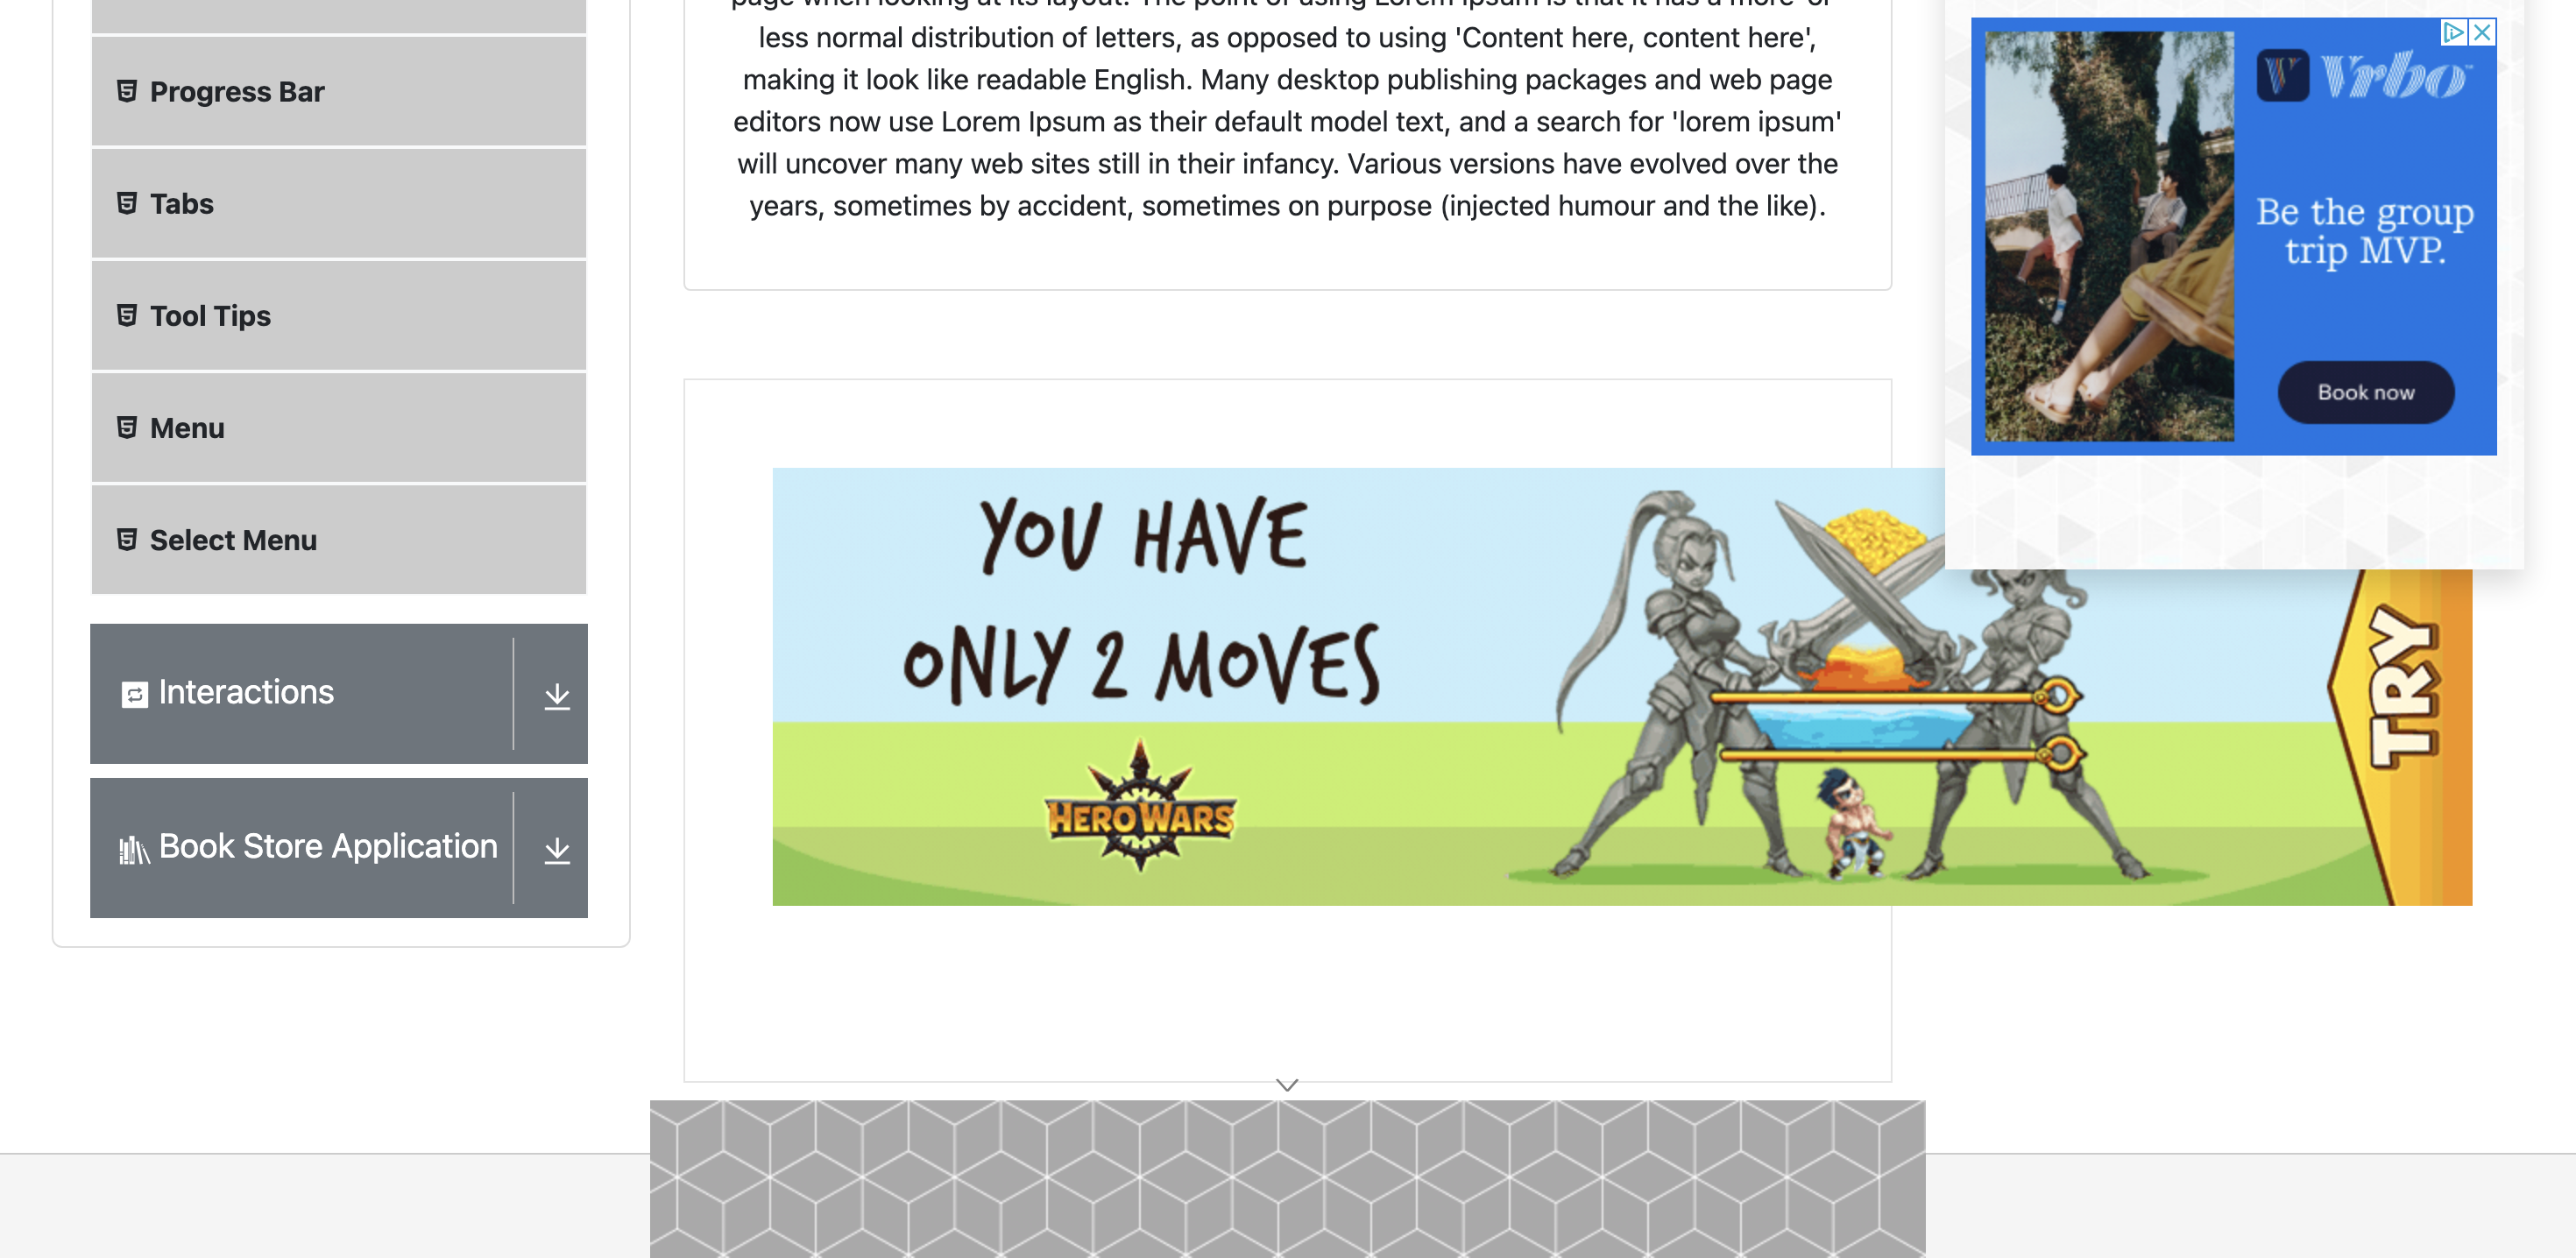 Progress Bar
Tabs
Tool Tips
Menu
Select Menu
Interactions
Book Store Application
less normal distribution of letters, as opposed to using 'Content here, content here',
making it look like readable English. Many desktop publishing packages and web page
editors now use Lorem Ipsum as their default model text, and a search for 'lorem ipsum'
will uncover many web sites still in their infancy. Various versions have evolved over the
years, sometimes by accident, sometimes on purpose (injected humour and the like).
YOU HAVE
ONLY 2 MOVES
HERO WARS
TRY
Vrbo
Be the group
trip MVP.
Book now